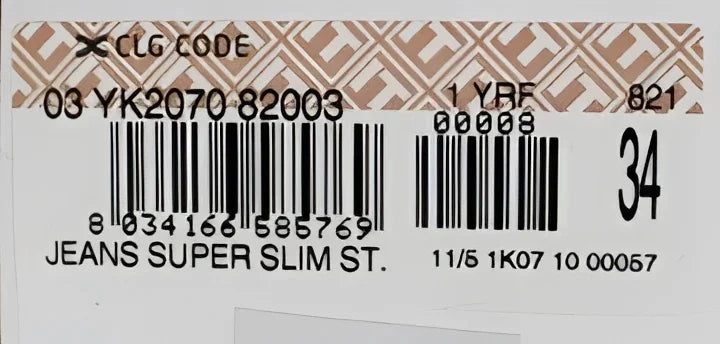 CLG CODE
03 YK2070 82003 1 YRF 821
00008
34
8 034166 585769
JEANS SUPER SLIM ST. 11/5 1K07 10 00057